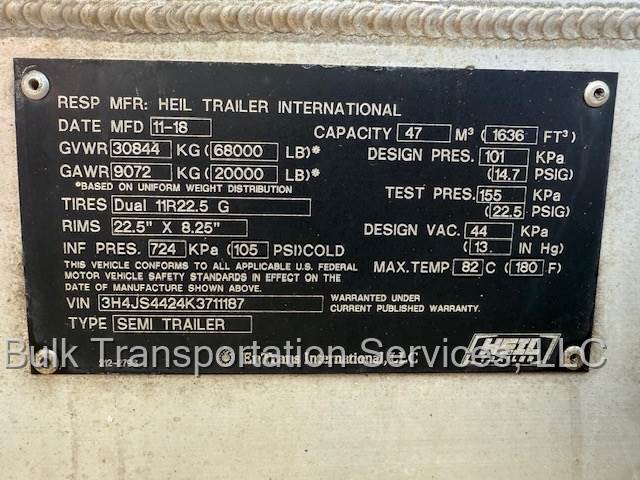 RESP MFR: HEIL TRAILER INTERNATIONAL
DATE MFD 11-18 CAPACITY 47 M³ (1636 FT³)
GVWR 30844 KG (68000 LB)* DESIGN PRES. 101 KPa
GAWR 9072 KG (20000 LB)* (14.7 PSIG)
*BASED ON UNIFORM WEIGHT DISTRIBUTION
TEST PRES. 155 KPa
TIRES Dual 11R22.5 G (22.5 PSIG)
RIMS 22.5" X 8.25" DESIGN VAC. 44 KPa
INF PRES. 724 KPa (105 PSI)COLD (13. IN Hg)
THIS VEHICLE CONFORMS TO ALL APPLICABLE U.S. FEDERAL
MOTOR VEHICLE SAFETY STANDARDS IN EFFECT ON THE
DATE OF MANUFACTURE SHOWN ABOVE.
MAX.TEMP 82 C (180 F)
VIN 3H4JS4424K3711187 WARRANTED UNDER
CURRENT PUBLISHED WARRANTY.
TYPE SEMI TRAILER
HEIL
Bulk Transportation Services, LLC
EnTrans International, LLC